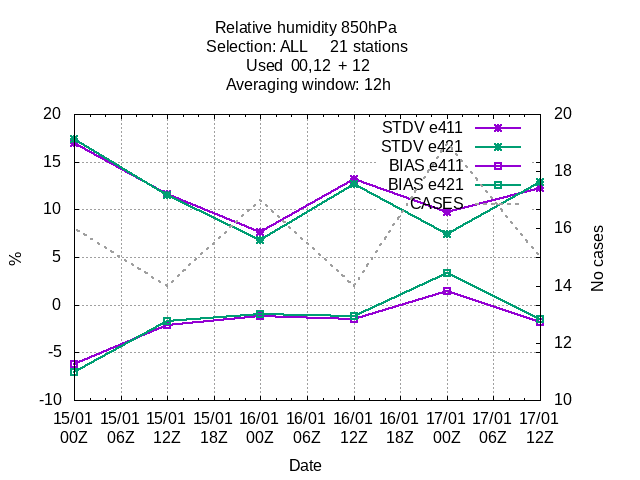 Relative humidity 850hPa
Selection: ALL 21 stations
Used 00,12 + 12
Averaging window: 12h
STDV e411
STDV e421
BIAS e411
BIAS e421
CASES
20
15
10
5
0
-5
-10
%
20
18
16
14
12
10
No cases
15/01 15/01 15/01 15/01 16/01 16/01 16/01 16/01 17/01 17/01 17/01
00Z 06Z 12Z 18Z 00Z 06Z 12Z 18Z 00Z 06Z 12Z
Date